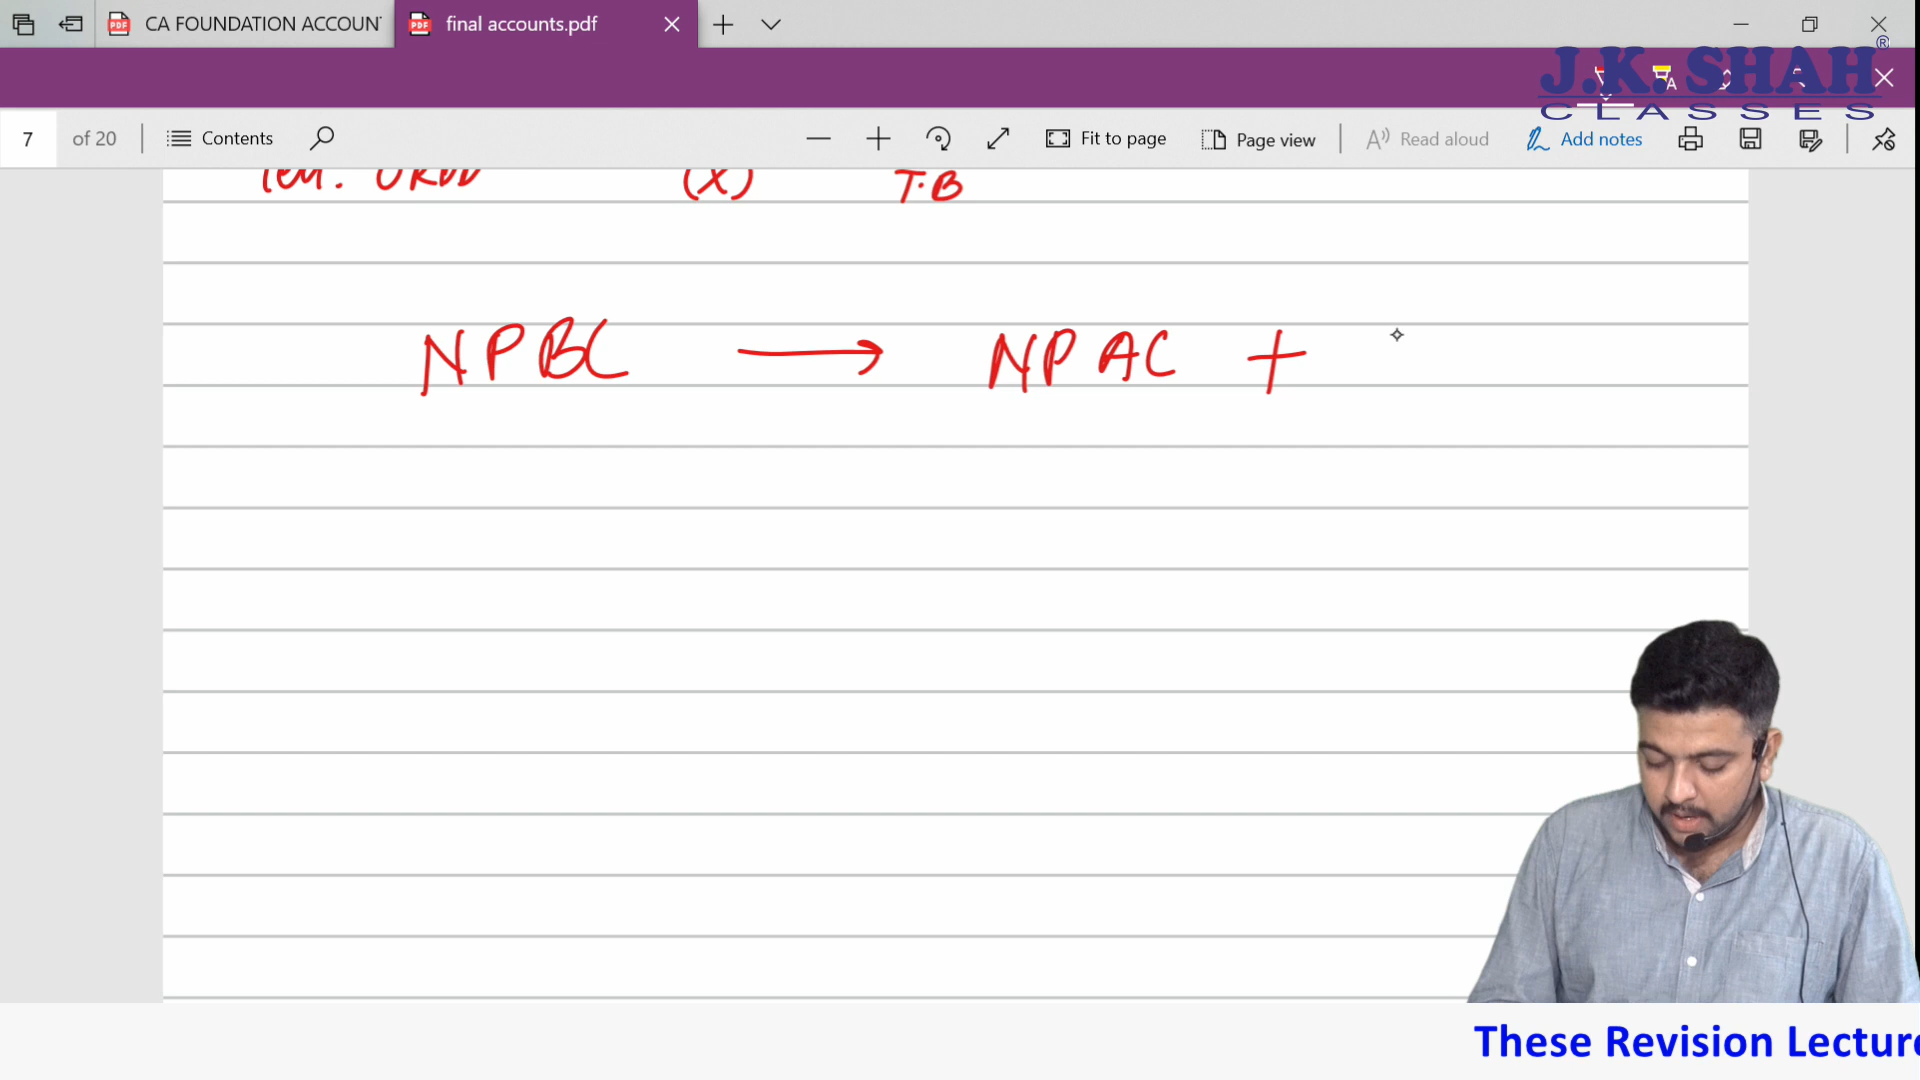 CA FOUNDATION ACCOUN
final accounts.pdf
J.K. SHAH®
CLASSES
7 of 20 Contents Fit to page Page view Read aloud Add notes
(X) T.B
NPBC → NPAC +
These Revision Lecture